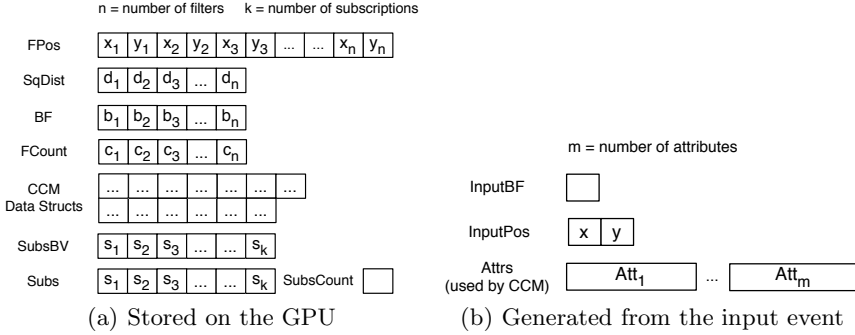 n = number of filters k = number of subscriptions
FPos x1 y1 x2 y2 x3 y3 ... ... xn yn
SqDist d1 d2 d3 ... dn
BF b1 b2 b3 ... bn
FCount c1 c2 c3 ... cn
CCM Data Structs ... ... ... ... ... ... ...
... ... ... ... ... ...
SubsBV s1 s2 s3 ... ... sk
Subs s1 s2 s3 ... ... sk SubsCount
(a) Stored on the GPU
m = number of attributes
InputBF
InputPos x y
Attrs (used by CCM) Att1 ... Attm
(b) Generated from the input event